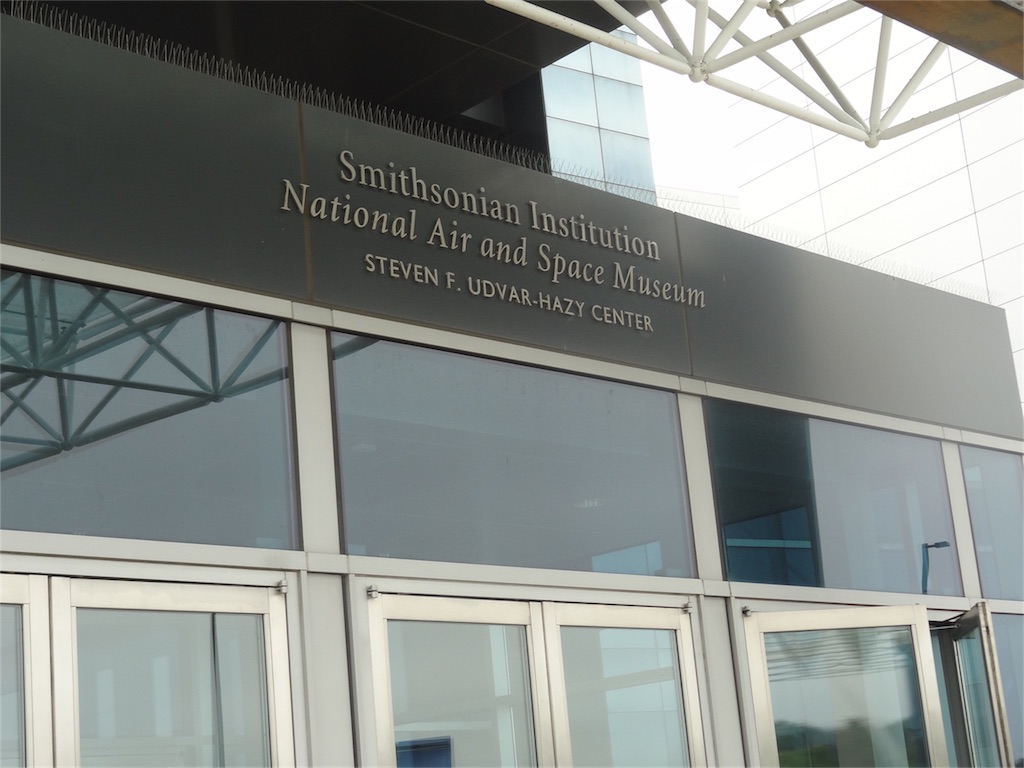 Smithsonian Institution
National Air and Space Museum
STEVEN F. UDVAR-HAZY CENTER